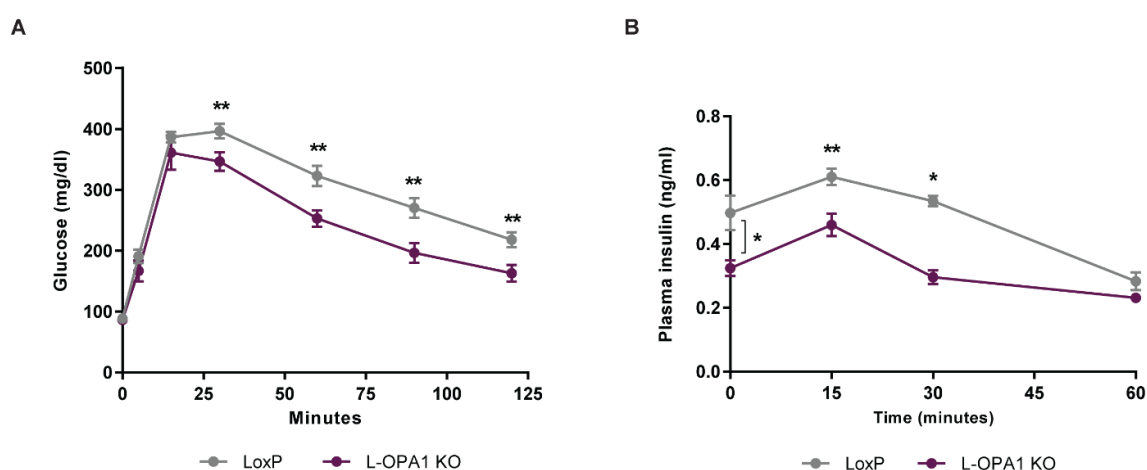 A
B
Glucose (mg/dl)
500
400
300
200
100
0
**
**
**
**
0
25
50
75
100
125
Minutes
LoxP
L-OPA1 KO
Plasma insulin (ng/ml)
0.8
0.6
0.4
0.2
0.0
**
*
*
0
15
30
45
60
Time (minutes)
LoxP
L-OPA1 KO